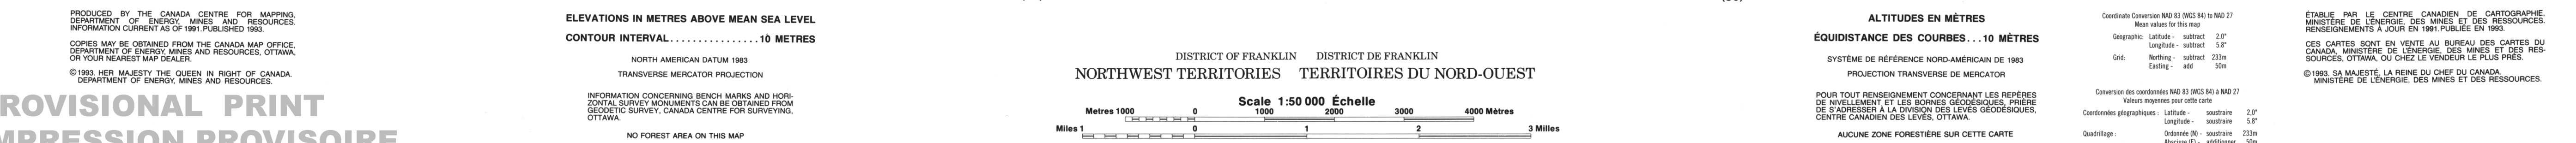 PRODUCED BY THE CANADA CENTRE FOR MAPPING,
DEPARTMENT OF ENERGY, MINES AND RESOURCES.
INFORMATION CURRENT AS OF 1991. PUBLISHED 1993.
COPIES MAY BE OBTAINED FROM THE CANADA MAP OFFICE,
DEPARTMENT OF ENERGY, MINES AND RESOURCES, OTTAWA,
OR YOUR NEAREST MAP DEALER.
©1993. HER MAJESTY THE QUEEN IN RIGHT OF CANADA.
DEPARTMENT OF ENERGY, MINES AND RESOURCES.
ROVISIONAL PRINT
MPRESSION PROVISOIRE
ELEVATIONS IN METRES ABOVE MEAN SEA LEVEL
CONTOUR INTERVAL...............10 METRES
NORTH AMERICAN DATUM 1983
TRANSVERSE MERCATOR PROJECTION
INFORMATION CONCERNING BENCH MARKS AND HORI-
ZONTAL SURVEY MONUMENTS CAN BE OBTAINED FROM
GEODETIC SURVEY, CANADA CENTRE FOR SURVEYING,
OTTAWA.
NO FOREST AREA ON THIS MAP
DISTRICT OF FRANKLIN DISTRICT DE FRANKLIN
NORTHWEST TERRITORIES TERRITOIRES DU NORD-OUEST
Scale 1:50 000 Échelle
Metres 1000 0 1000 2000 3000 4000 Mètres
Miles 1 0 1 2 3 Milles
ALTITUDES EN MÈTRES
ÉQUIDISTANCE DES COURBES...10 MÈTRES
SYSTÈME DE RÉFÉRENCE NORD-AMÉRICAIN DE 1983
PROJECTION TRANSVERSE DE MERCATOR
POUR TOUT RENSEIGNEMENT CONCERNANT LES REPÈRES
DE NIVELLEMENT ET LES BORNES GÉODÉSIQUES, PRIÈRE
DE S'ADRESSER À LA DIVISION DES LEVÉS GÉODÉSIQUES,
CENTRE CANADIEN DES LEVÉS, OTTAWA.
AUCUNE ZONE FORESTIÈRE SUR CETTE CARTE
Coordinate Conversion NAD 83 (WGS 84) to NAD 27
Mean values for this map
Geographic: Latitude - subtract 2.0"
Longitude - subtract 5.8"
Grid: Northing - subtract 233m
Easting - add 50m
Conversion des coordonnées NAD 83 (WGS 84) à NAD 27
Valeurs moyennes pour cette carte
Coordonnées géographiques : Latitude - soustraire 2,0"
Longitude - soustraire 5.8"
Quadrillage : Ordonnée (N) - soustraire 233m
Abscisse (E) - additionner 50m
ÉTABLIE PAR LE CENTRE CANADIEN DE CARTOGRAPHIE,
MINISTÈRE DE L'ÉNERGIE, DES MINES ET DES RESSOURCES.
RENSEIGNEMENTS À JOUR EN 1991. PUBLIÉE EN 1993.
CES CARTES SONT EN VENTE AU BUREAU DES CARTES DU
CANADA, MINISTÈRE DE L'ÉNERGIE, DES MINES ET DES RES-
SOURCES, OTTAWA, OU CHEZ LE VENDEUR LE PLUS PRÈS.
©1993. SA MAJESTÉ, LA REINE DU CHEF DU CANADA.
MINISTÈRE DE L'ÉNERGIE, DES MINES ET DES RESSOURCES.